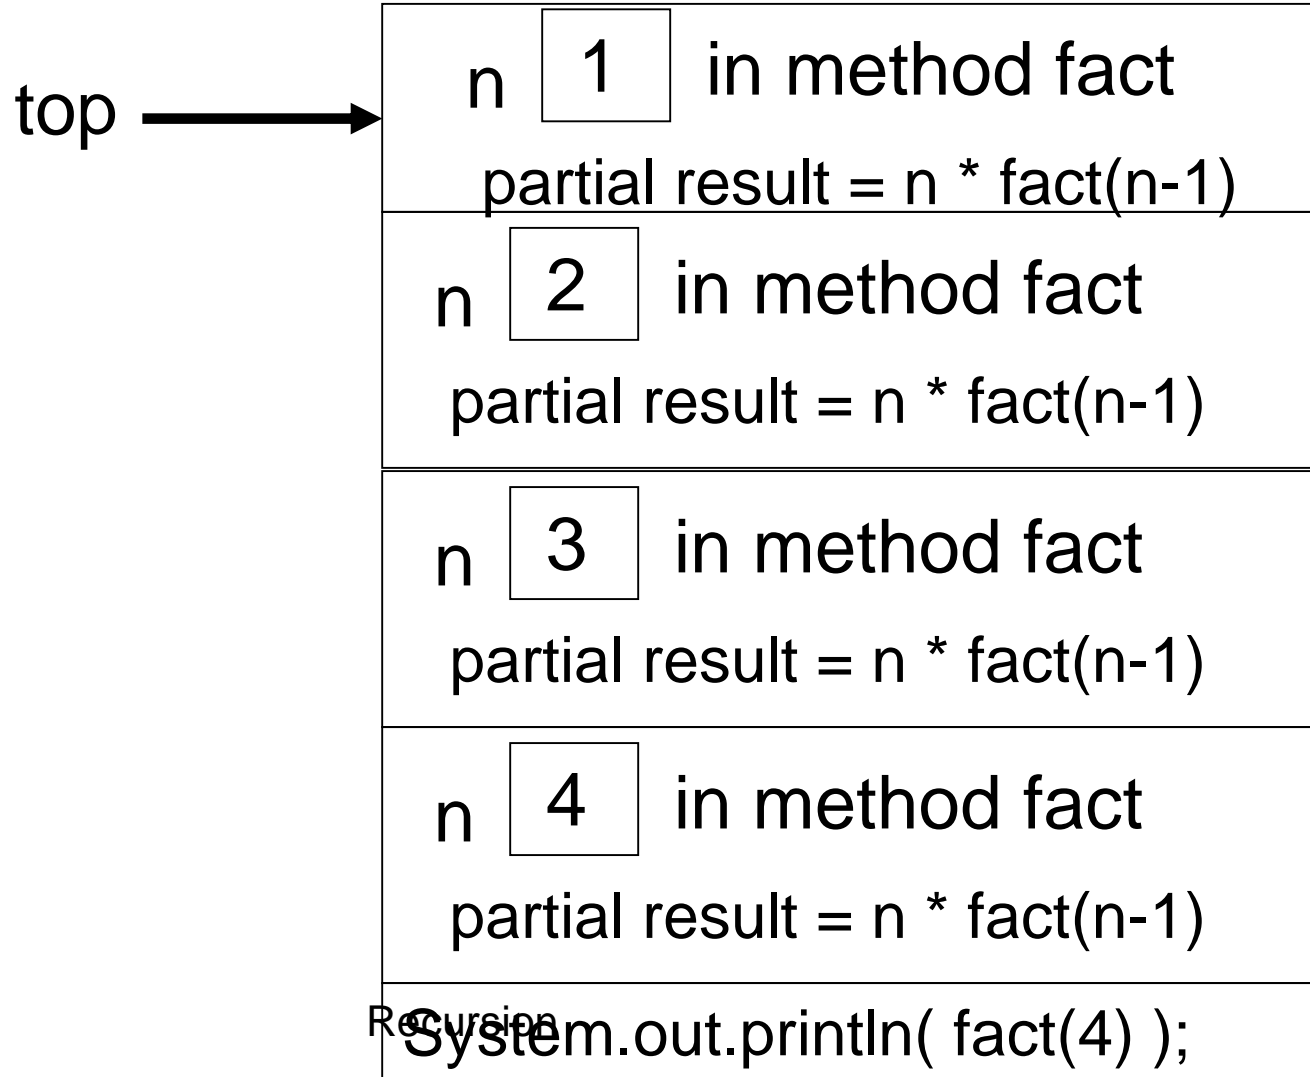 n 1 in method fact
top
partial result = n * fact(n-1)
n 2 in method fact
partial result = n * fact(n-1)
n 3 in method fact
partial result = n * fact(n-1)
n 4 in method fact
partial result = n * fact(n-1)
Recursion
System.out.println( fact(4) );